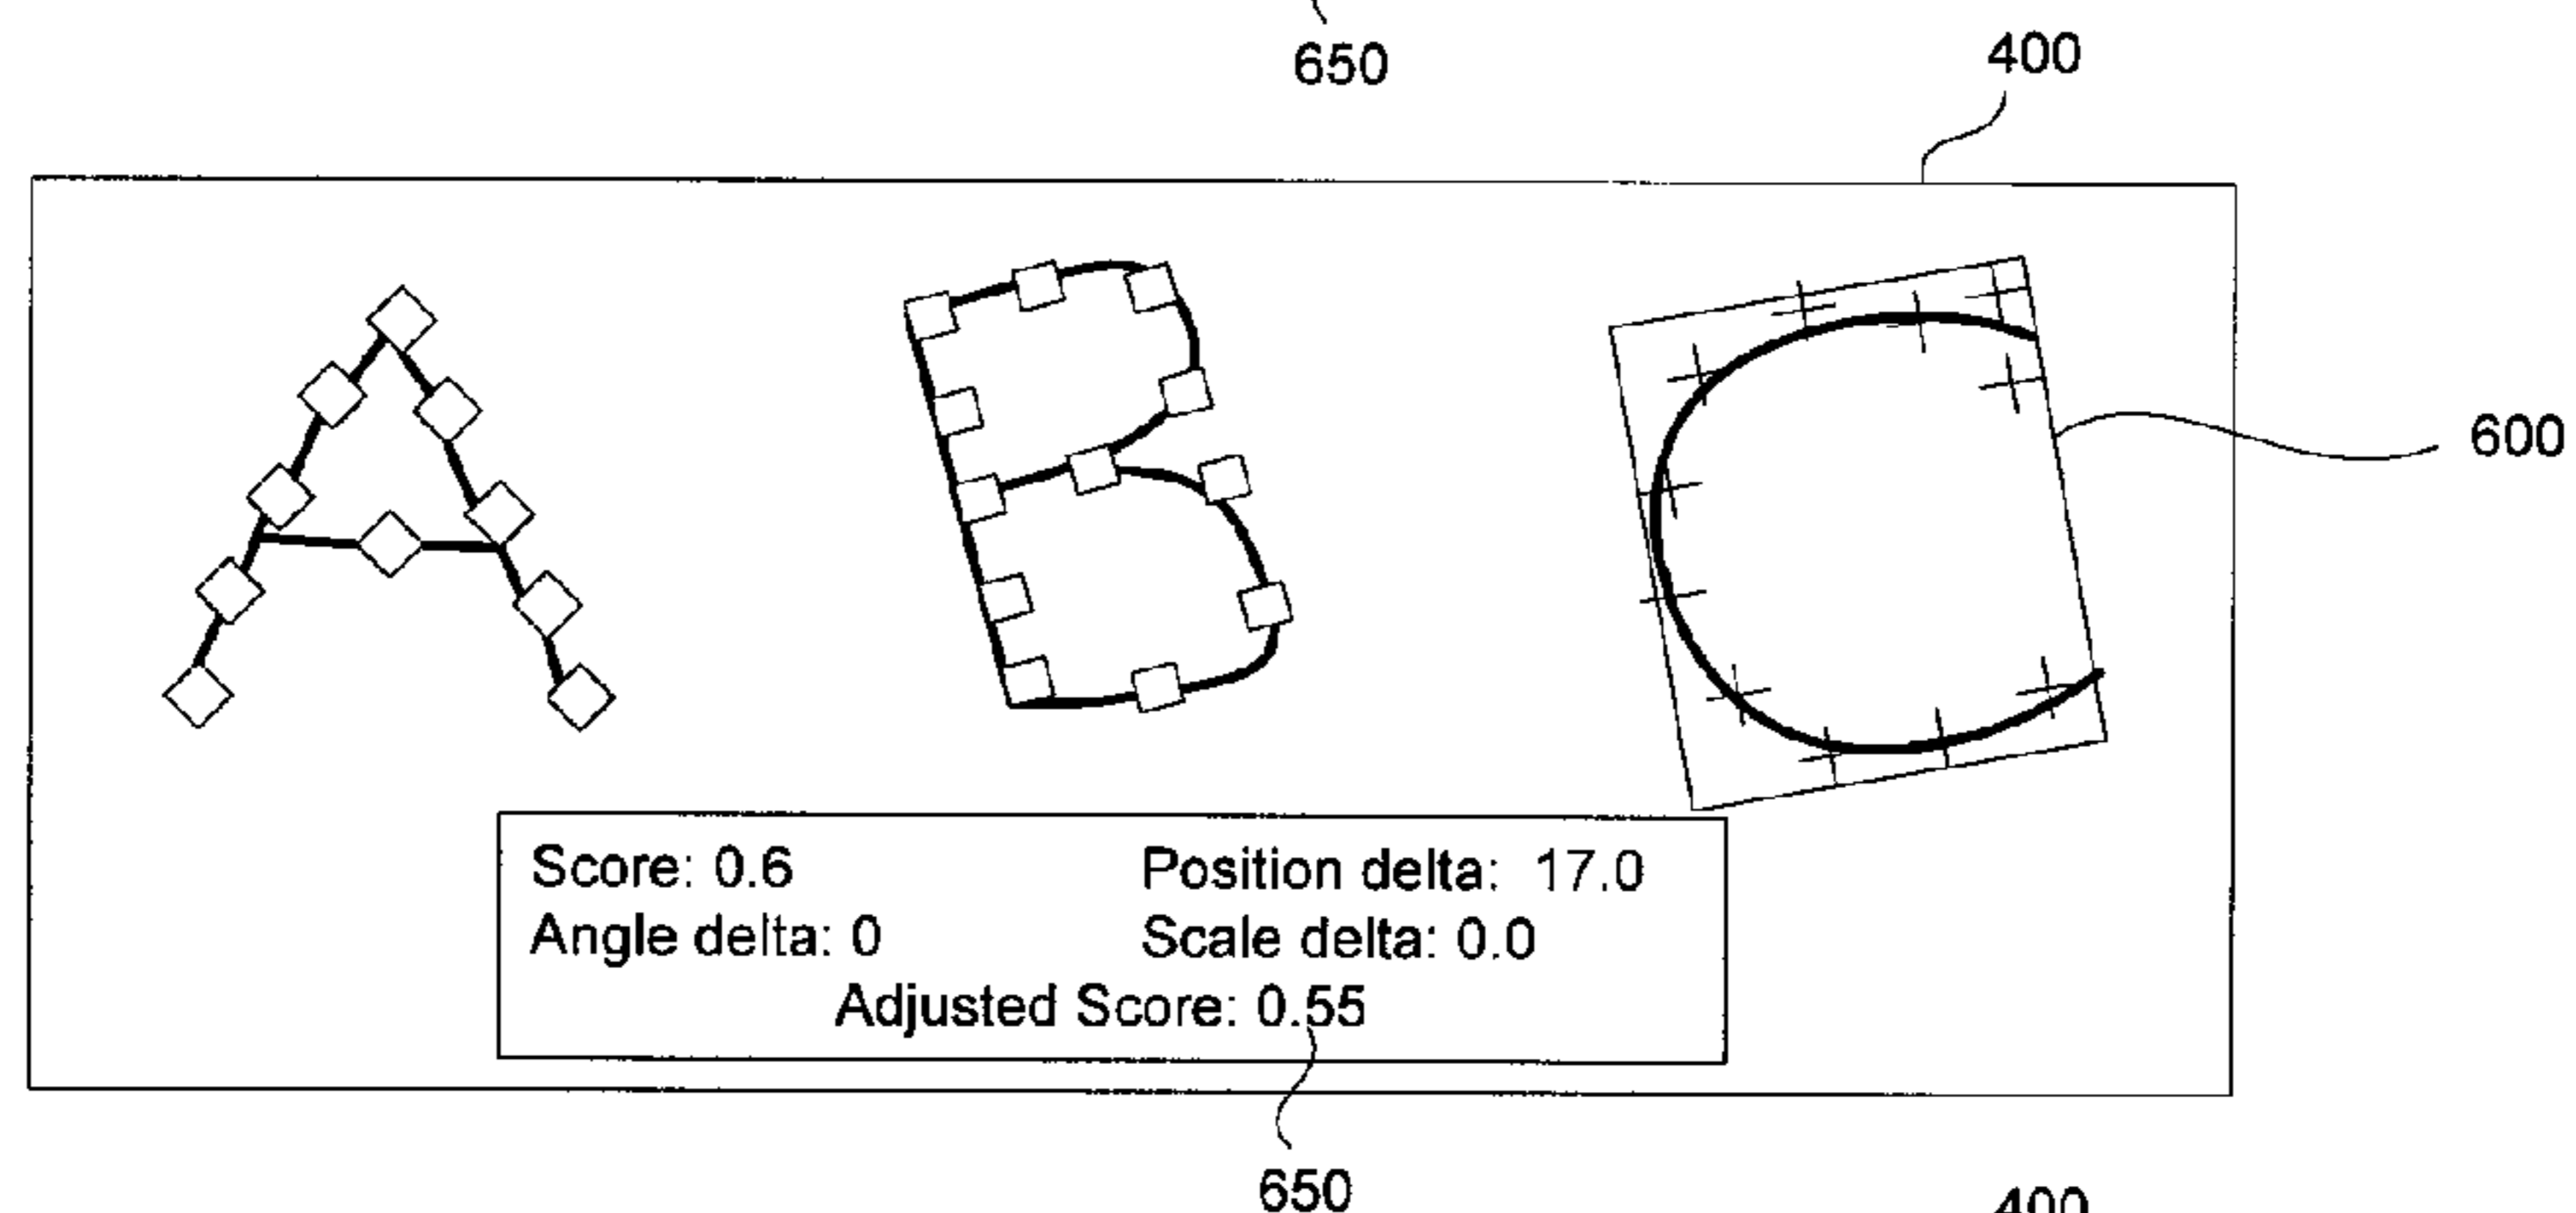 650
400
A B C
600
Score: 0.6 Position delta: 17.0
Angle delta: 0 Scale delta: 0.0
Adjusted Score: 0.55
650
400